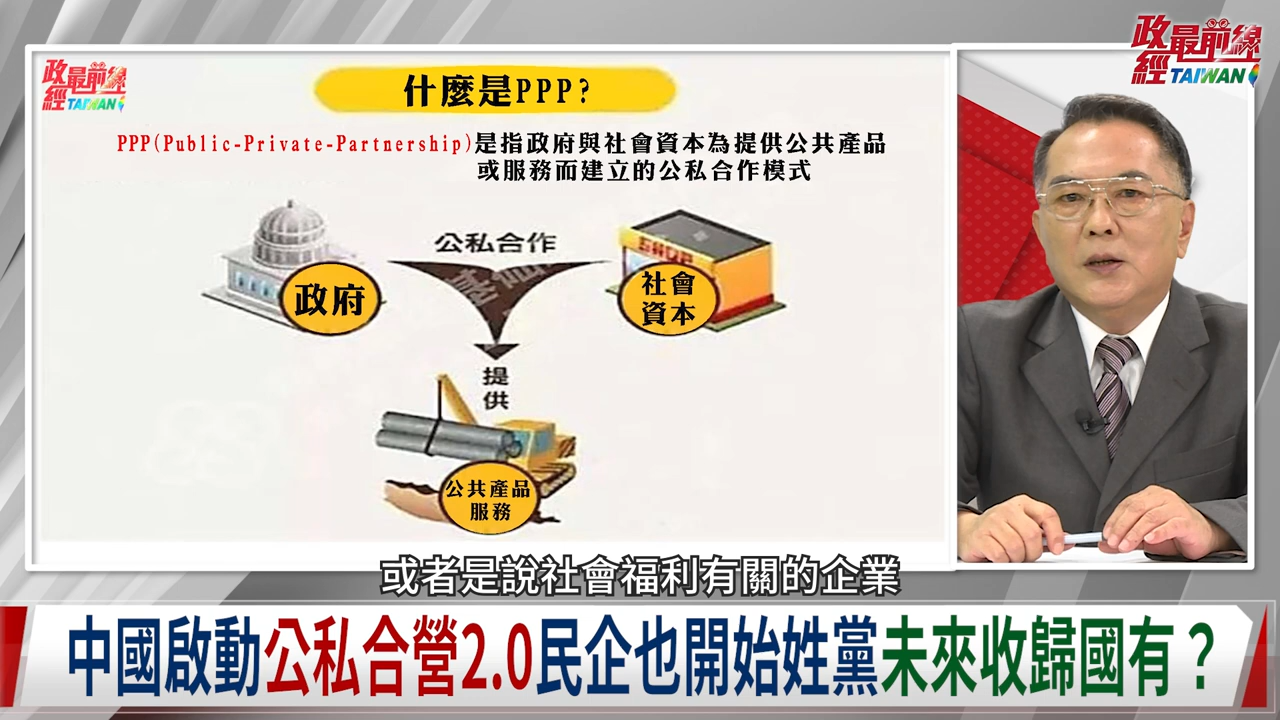 政經最前線
TAIWAN
政經最前線
TAIWAN
什麼是PPP?
PPP(Public-Private-Partnership)是指政府與社會資本為提供公共產品
或服務而建立的公私合作模式
公私合作
SHOP
政府
社會
資本
提
供
公共產品
服務
或者是說社會福利有關的企業
中國啟動公私合營2.0民企也開始姓黨未來收歸國有？